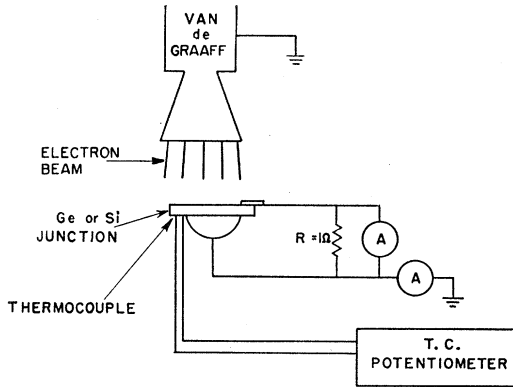 VAN
de
GRAAFF
ELECTRON
BEAM
Ge or Si
JUNCTION
R = 1Ω
A
A
THERMOCOUPLE
T. C.
POTENTIOMETER